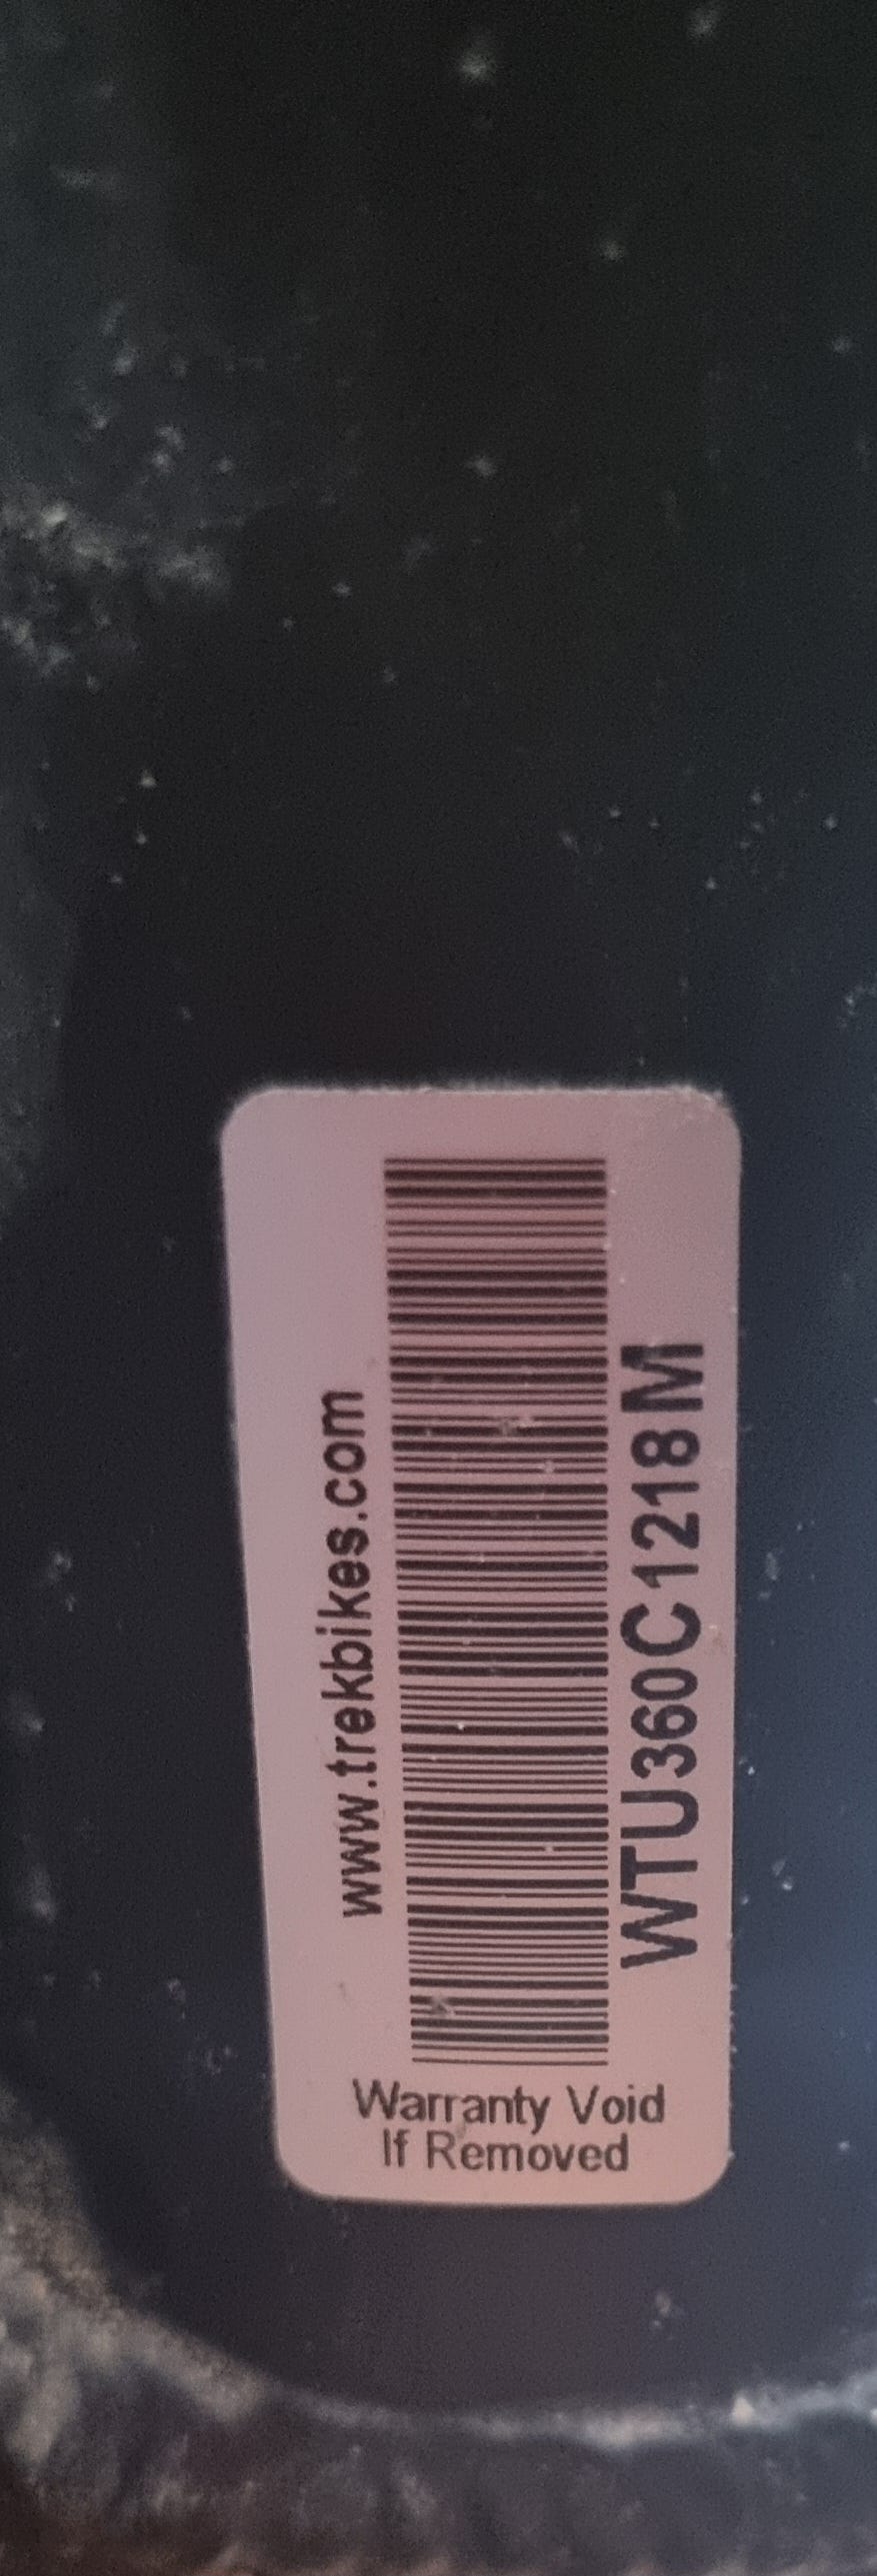 www.trekbikes.com
WTU360C1218M
Warranty Void
If Removed